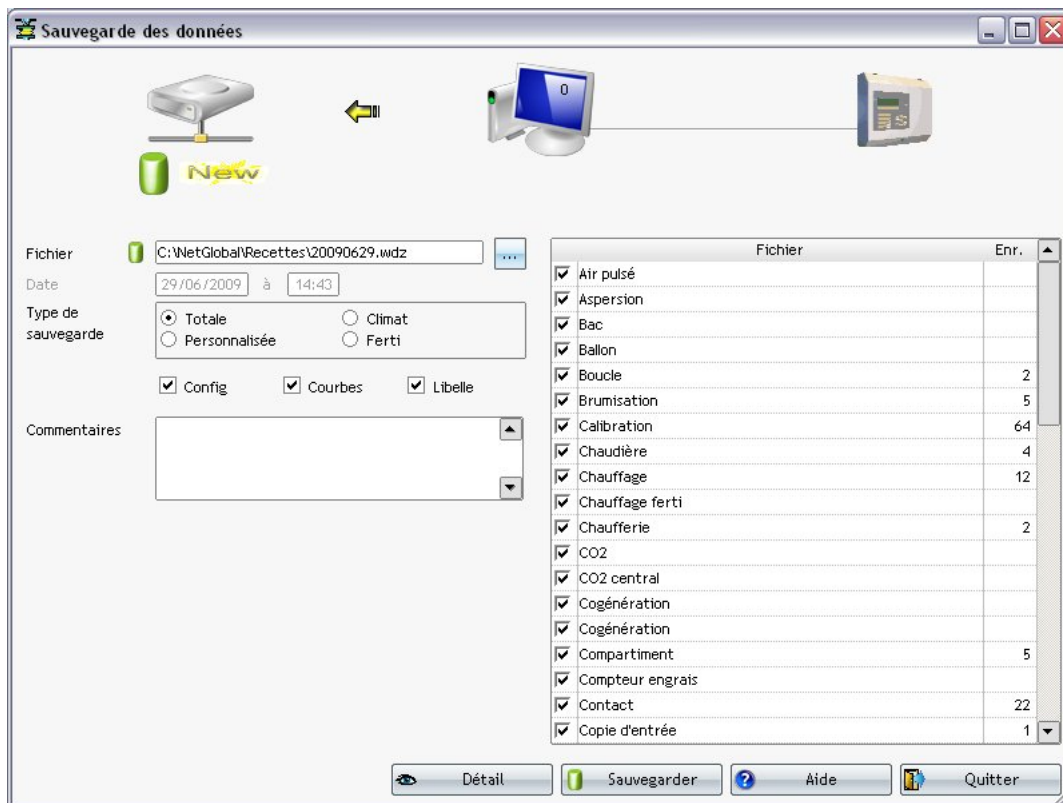 Sauvegarde des données
0
New
Fichier C:\NetGlobal\Recettes\20090629.wdz ...
Date 29/06/2009 à 14:43
Type de sauvegarde
Totale Climat
Personnalisée Ferti
Config Courbes Libelle
Commentaires
Fichier Enr.
Air pulsé
Aspersion
Bac
Ballon
Boucle 2
Brumisation 5
Calibration 64
Chaudière 4
Chauffage 12
Chauffage ferti
Chaufferie 2
CO2
CO2 central
Cogénération
Cogénération
Compartiment 5
Compteur engrais
Contact 22
Copie d'entrée 1
Détail Sauvegarder Aide Quitter